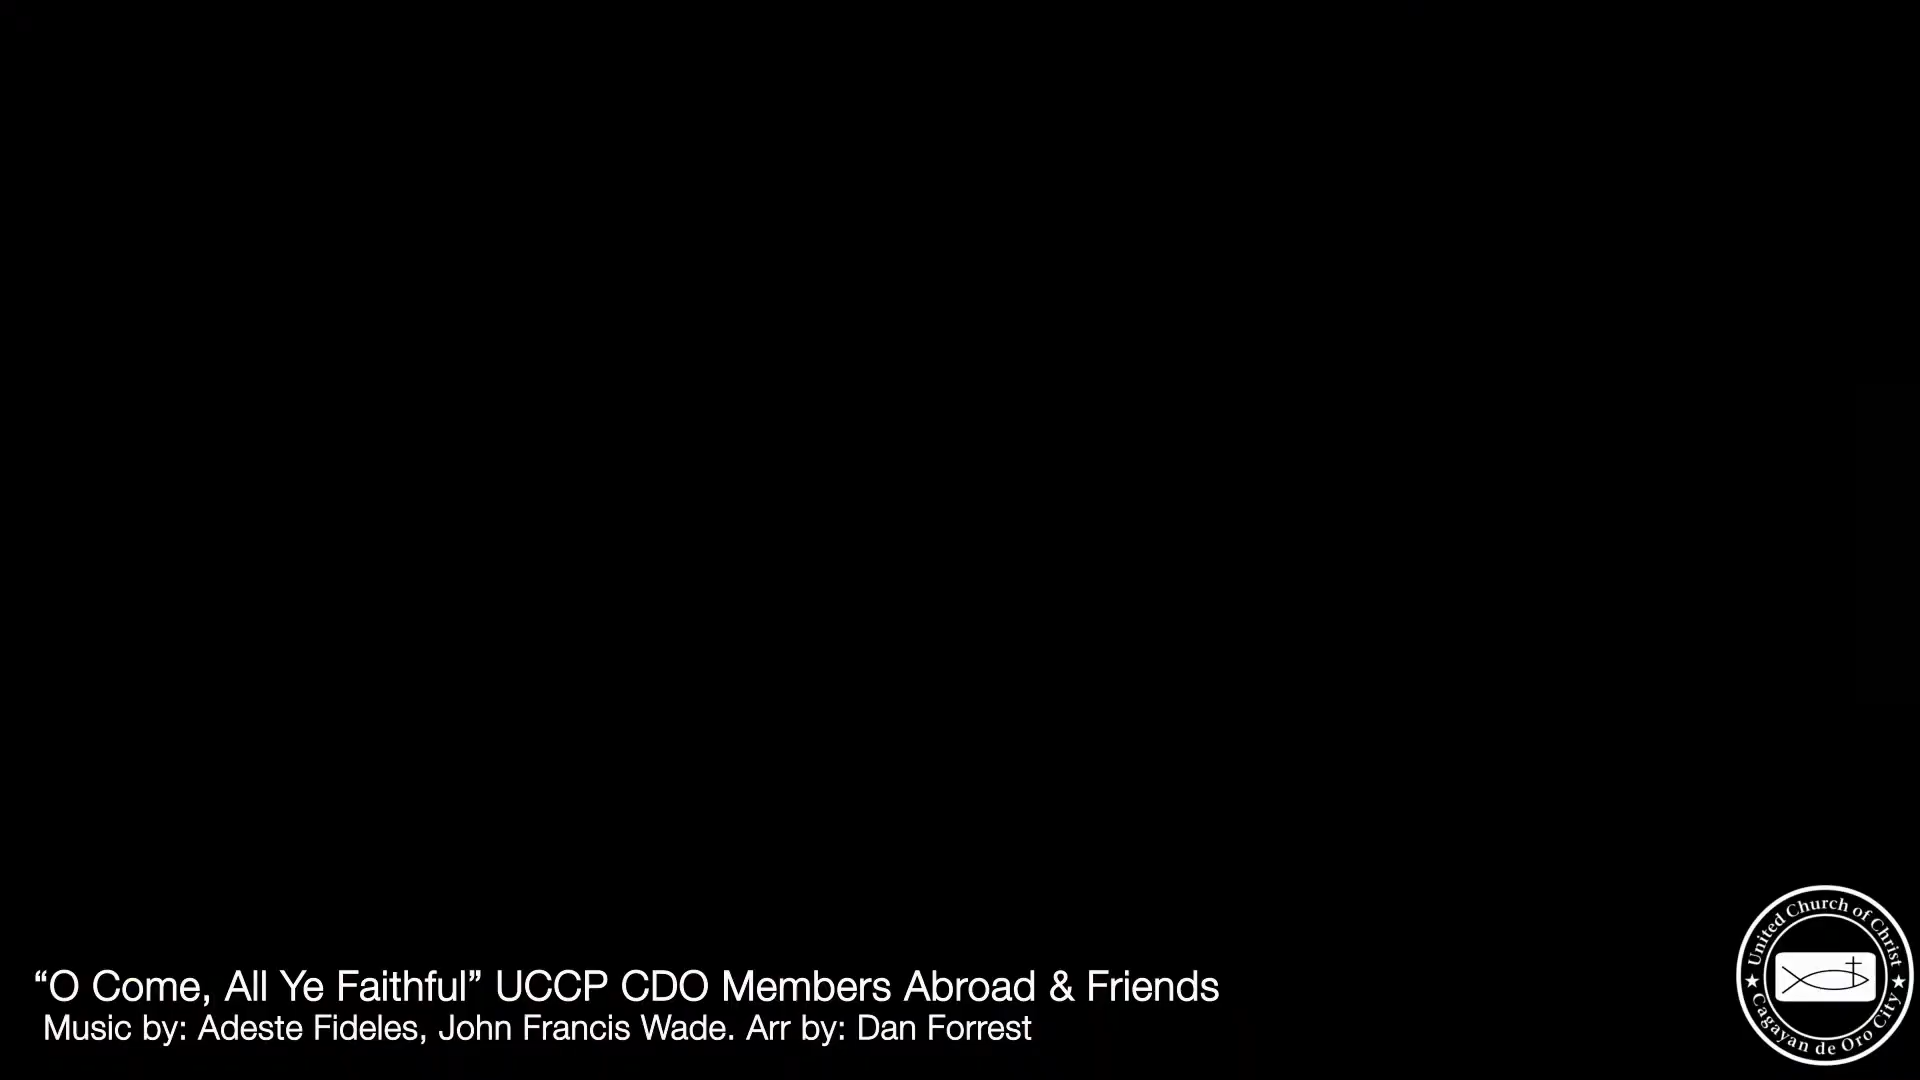 “O Come, All Ye Faithful” UCCP CDO Members Abroad & Friends
Music by: Adeste Fideles, John Francis Wade. Arr by: Dan Forrest
United Church of Christ
Cagayan de Oro City